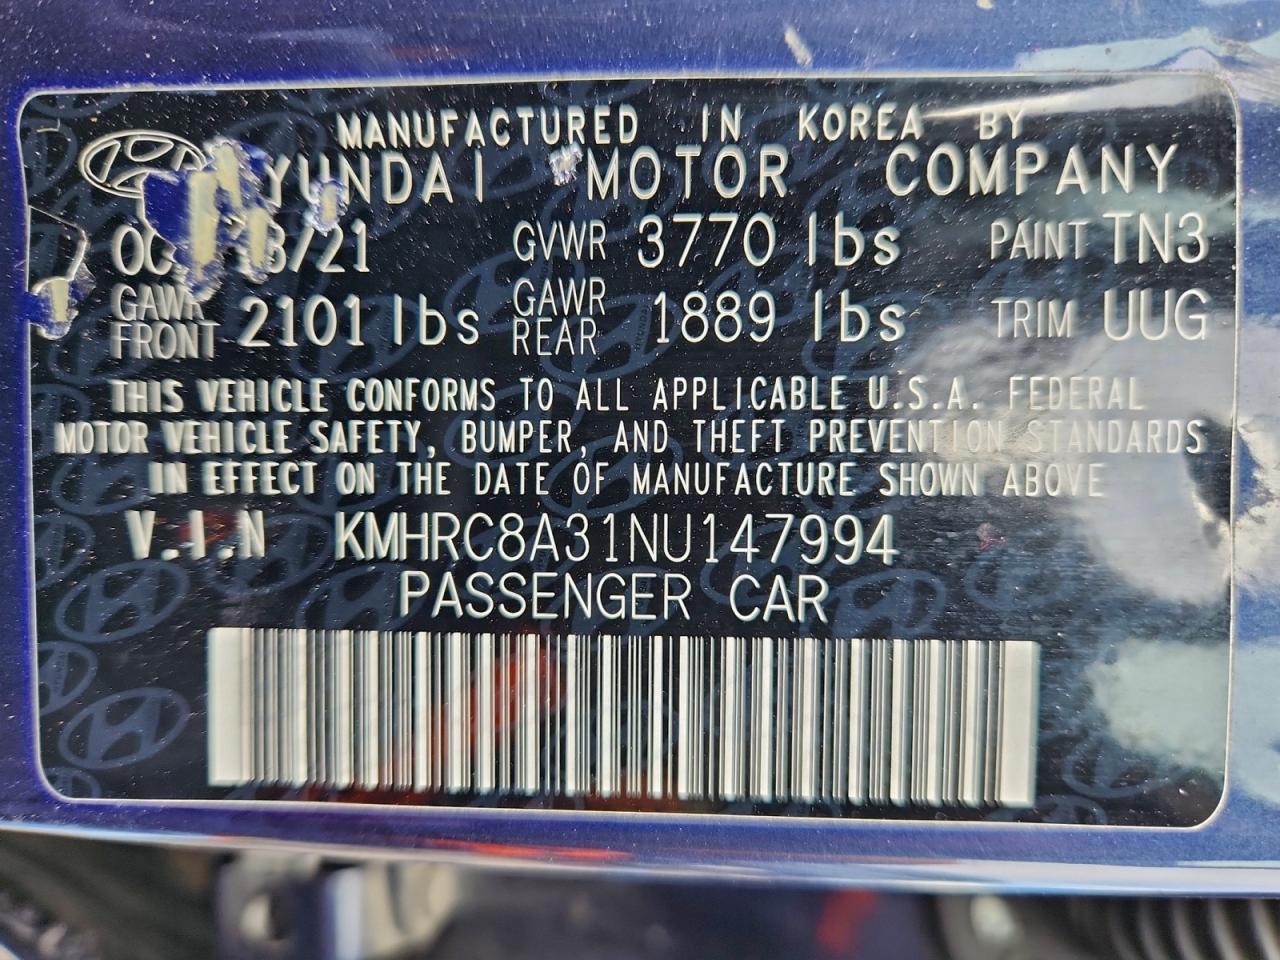 MANUFACTURED IN KOREA BY
YUNDAI MOTOR COMPANY
/21 GVWR 3770 lbs PAINT TN3
GAWR FRONT 2101 lbs GAWR REAR 1889 lbs TRIM UUG
THIS VEHICLE CONFORMS TO ALL APPLICABLE U.S.A. FEDERAL
MOTOR VEHICLE SAFETY, BUMPER, AND THEFT PREVENTION STANDARDS
IN EFFECT ON THE DATE OF MANUFACTURE SHOWN ABOVE
V.I.N KMHRC8A31NU147994
PASSENGER CAR